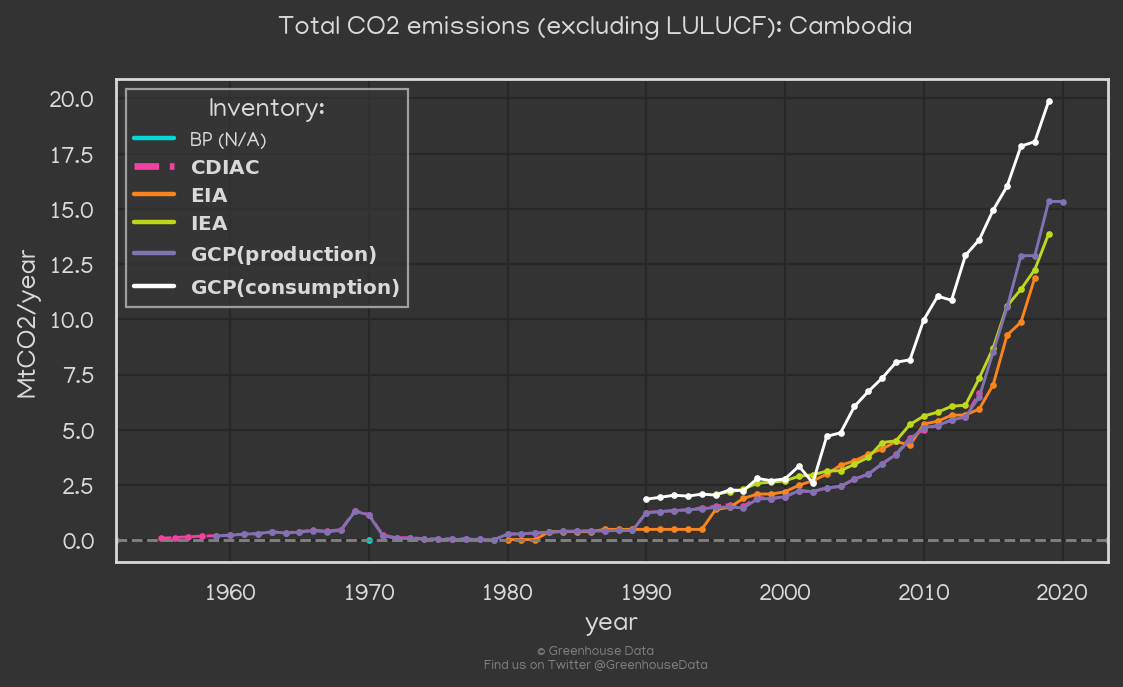 Total CO2 emissions (excluding LULUCF): Cambodia
Inventory:
BP (N/A)
CDIAC
EIA
IEA
GCP(production)
GCP(consumption)
MtCO2/year
20.0
17.5
15.0
12.5
10.0
7.5
5.0
2.5
0.0
1960 1970 1980 1990 2000 2010 2020
year
© Greenhouse Data
Find us on Twitter @GreenhouseData